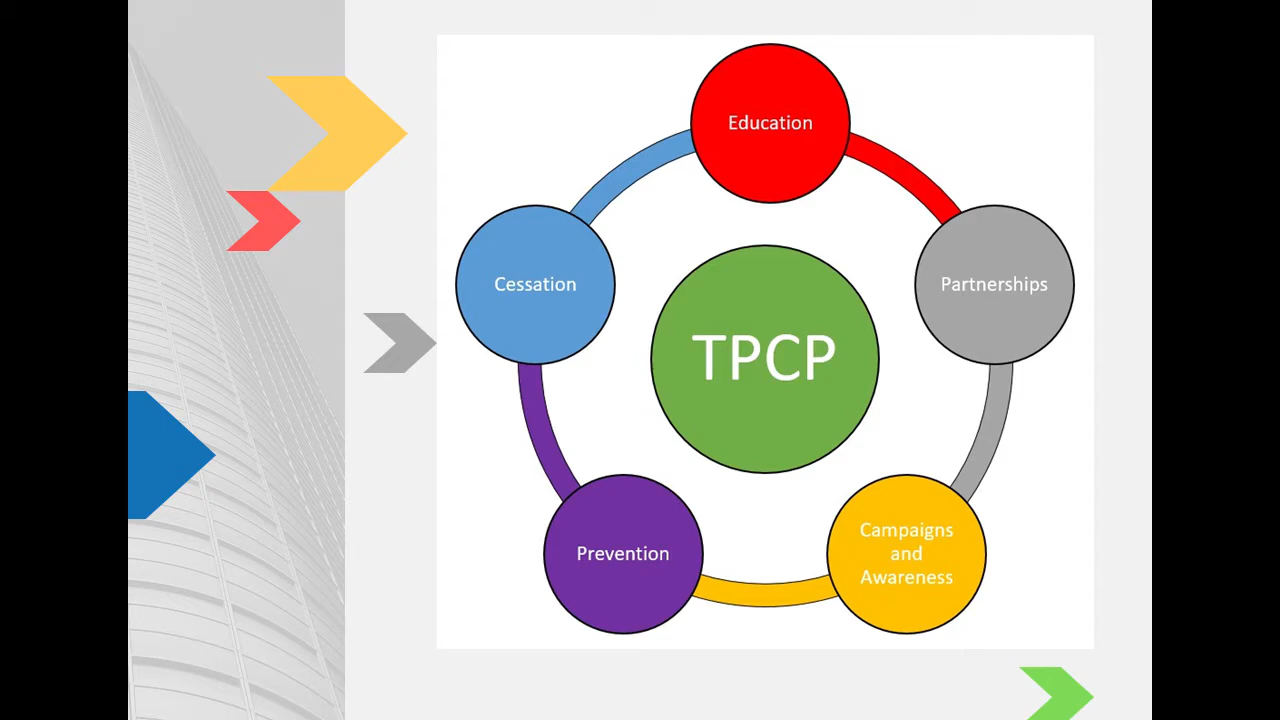 Education
Cessation
Partnerships
TPCP
Prevention
Campaigns
and
Awareness